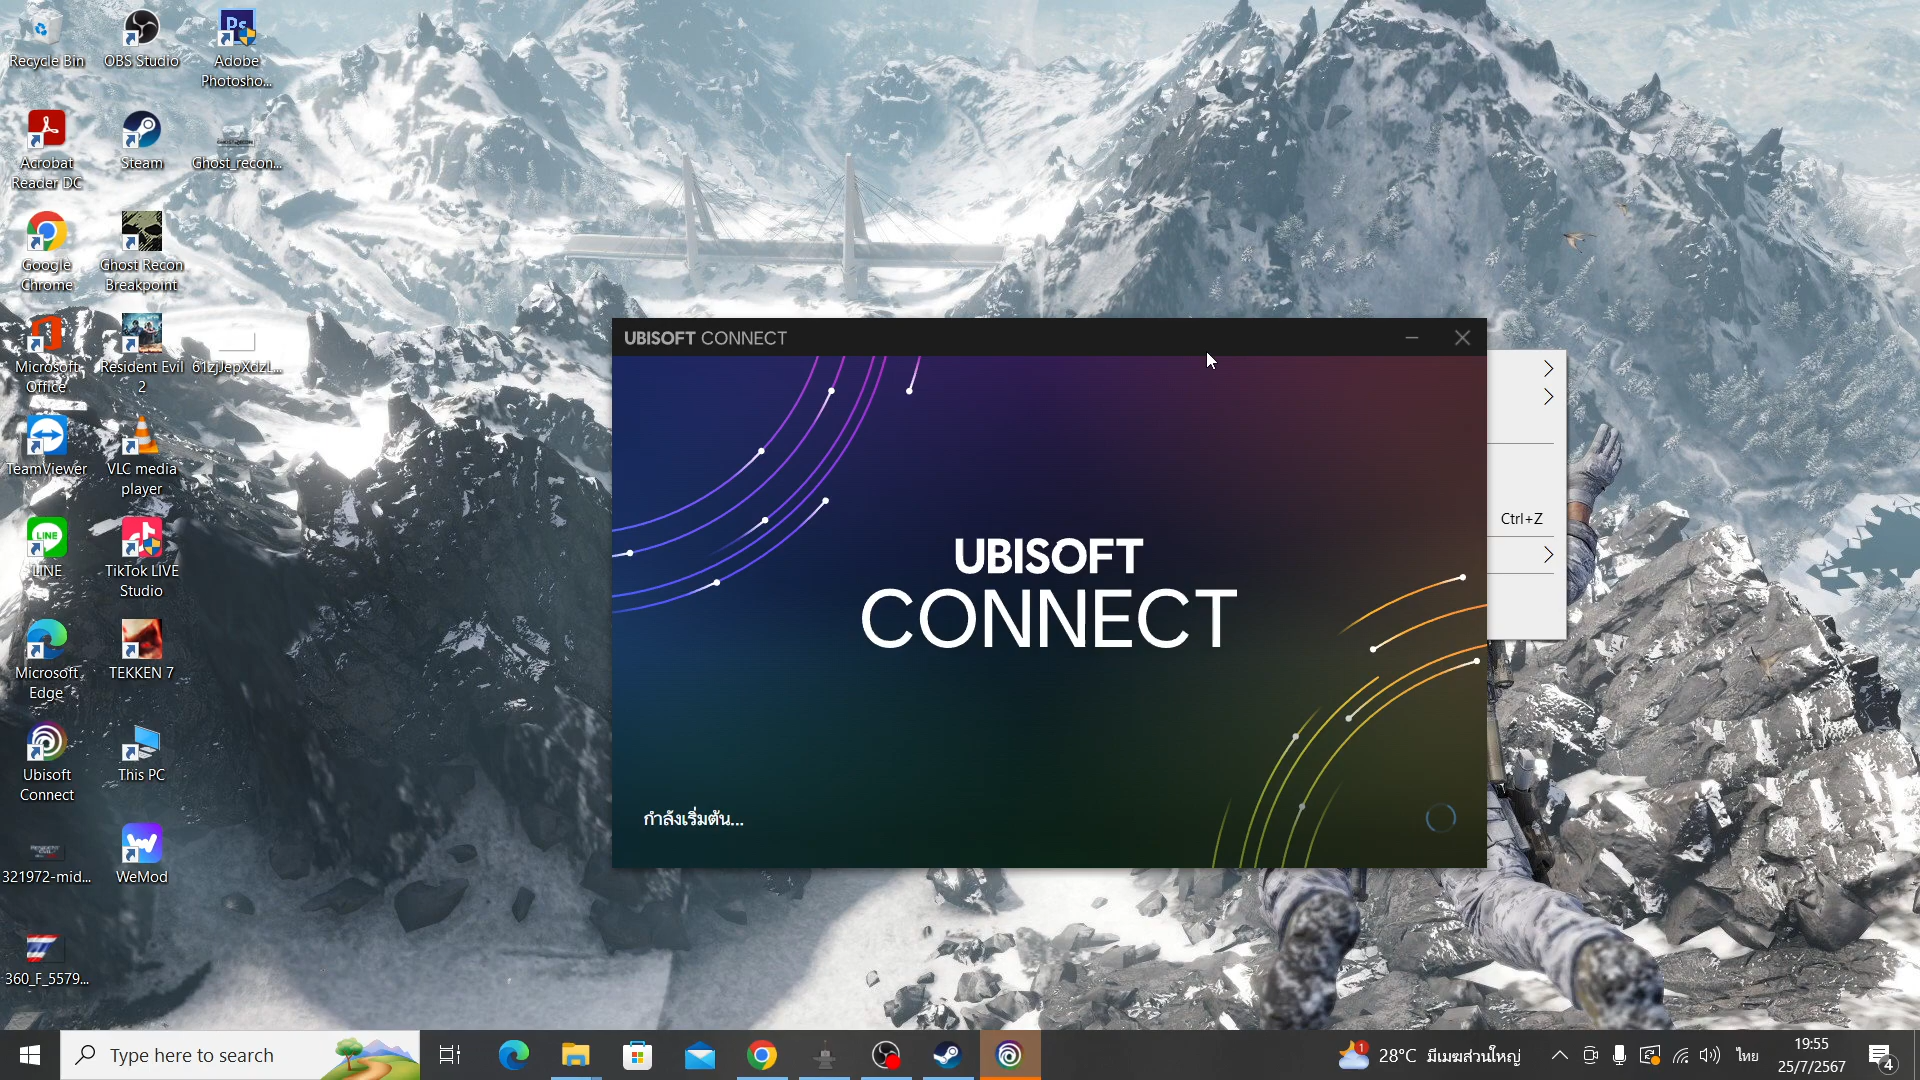 Recycle Bin
OBS Studio
Adobe
Photosho...
Acrobat
Reader DC
Steam
Ghost_recon...
Google
Chrome
Ghost Recon
Breakpoint
Microsoft
Office
Resident Evil
2
61zjJepXdzL...
TeamViewer
VLC media
player
LINE
TikTok LIVE
Studio
Microsoft
Edge
TEKKEN 7
Ubisoft
Connect
This PC
321972-mid...
WeMod
360_F_5579...
UBISOFT CONNECT
UBISOFT
CONNECT
กำลังเริ่มต้น...
Ctrl+Z
Type here to search
1
28°C มีเมฆส่วนใหญ่
ไทย
19:55
25/7/2567
4